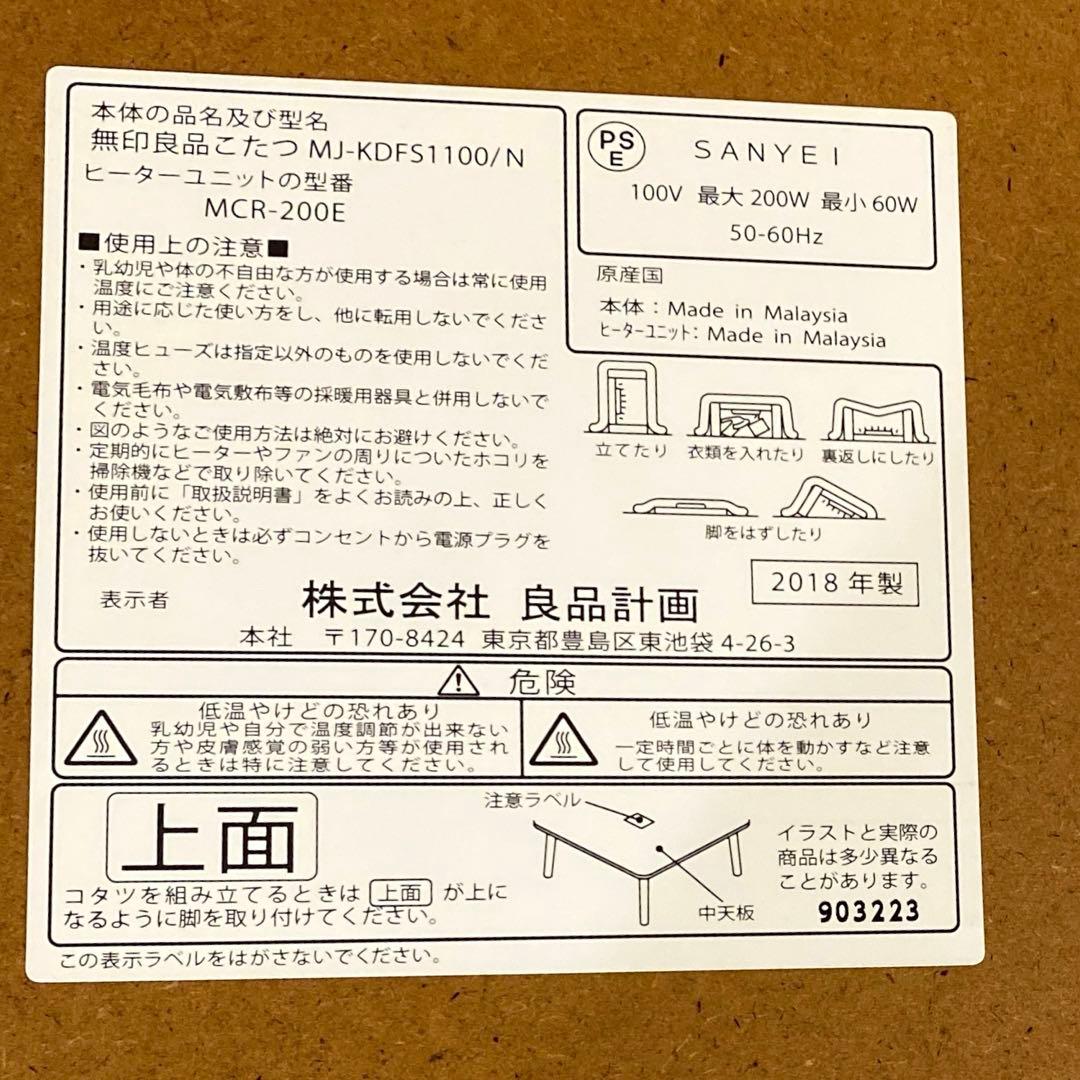 本体の品名及び型名
無印良品こたつ MJ-KDFS1100/N
ヒーターユニットの型番
MCR-200E
■使用上の注意■
・乳幼児や体の不自由な方が使用する場合は常に使用
温度にご注意ください。
・用途に応じた使い方をし、他に転用しないでくださ
い。
・温度ヒューズは指定以外のものを使用しないでくだ
さい。
・電気毛布や電気敷布等の採暖用器具と併用しないで
ください。
・図のようなご使用方法は絶対にお避けください。
・定期的にヒーターやファンの周りについたホコリを
掃除機などで取り除いてください。
・使用前に「取扱説明書」をよくお読みの上、正しく
お使いください。
・使用しないときは必ずコンセントから電源プラグを
抜いてください。
PS
E
SANYEI
100V 最大 200W 最小 60W
50-60Hz
原産国
本体：Made in Malaysia
ヒーターユニット：Made in Malaysia
立てたり 衣類を入れたり 裏返しにしたり
脚をはずしたり
2018 年製
表示者 株式会社 良品計画
本社 〒170-8424 東京都豊島区東池袋 4-26-3
危険
低温やけどの恐れあり
乳幼児や自分で温度調節が出来ない
方や皮膚感覚の弱い方等が使用され
るときは特に注意してください。
低温やけどの恐れあり
一定時間ごとに体を動かすなど注意
して使用してください。
上面
コタツを組み立てるときは 上面 が上に
なるように脚を取り付けてください。
注意ラベル
中天板
イラストと実際の
商品は多少異なる
ことがあります。
903223
この表示ラベルをはがさないでください。